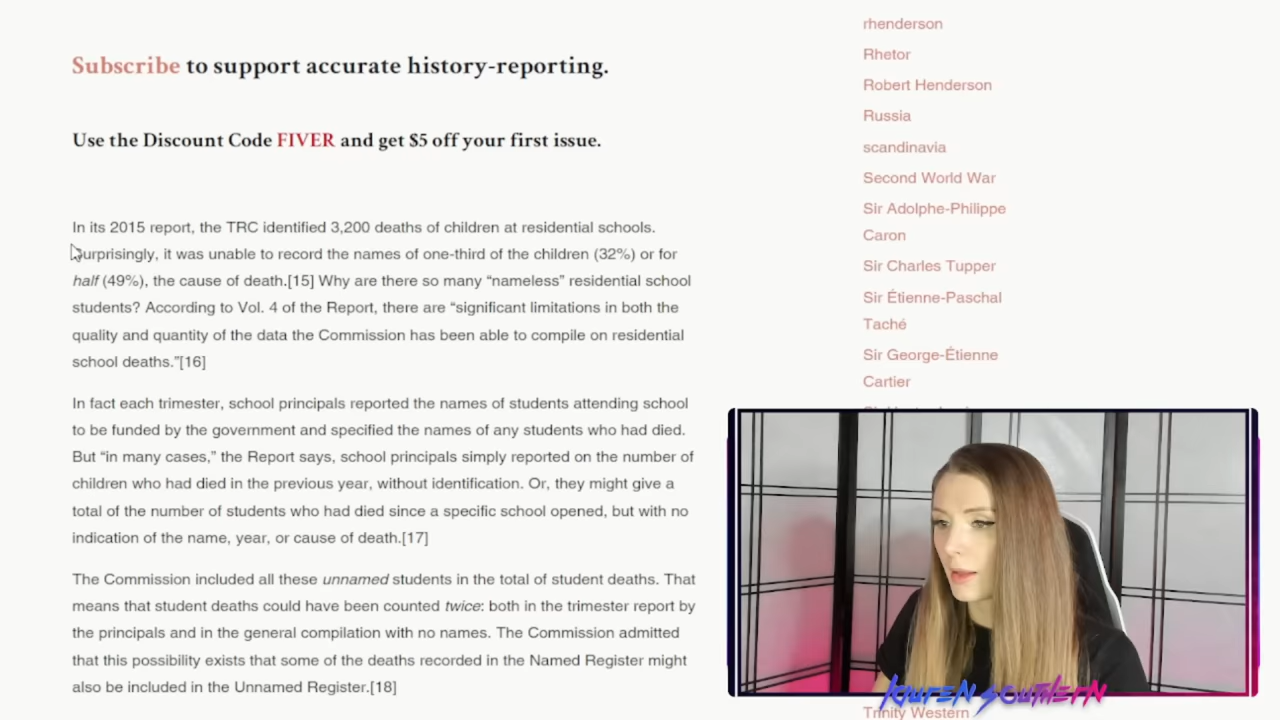 Subscribe to support accurate history-reporting.
Use the Discount Code FIVER and get $5 off your first issue.
In its 2015 report, the TRC identified 3,200 deaths of children at residential schools.
Surprisingly, it was unable to record the names of one-third of the children (32%) or for
half (49%), the cause of death.[15] Why are there so many “nameless” residential school
students? According to Vol. 4 of the Report, there are “significant limitations in both the
quality and quantity of the data the Commission has been able to compile on residential
school deaths.”[16]
In fact each trimester, school principals reported the names of students attending school
to be funded by the government and specified the names of any students who had died.
But “in many cases,” the Report says, school principals simply reported on the number of
children who had died in the previous year, without identification. Or, they might give a
total of the number of students who had died since a specific school opened, but with no
indication of the name, year, or cause of death.[17]
The Commission included all these unnamed students in the total of student deaths. That
means that student deaths could have been counted twice: both in the trimester report by
the principals and in the general compilation with no names. The Commission admitted
that this possibility exists that some of the deaths recorded in the Named Register might
also be included in the Unnamed Register.[18]
rhenderson
Rhetor
Robert Henderson
Russia
scandinavia
Second World War
Sir Adolphe-Philippe
Caron
Sir Charles Tupper
Sir Étienne-Paschal
Taché
Sir George-Étienne
Cartier
LAUREN SOUTHERN
Trinity Western